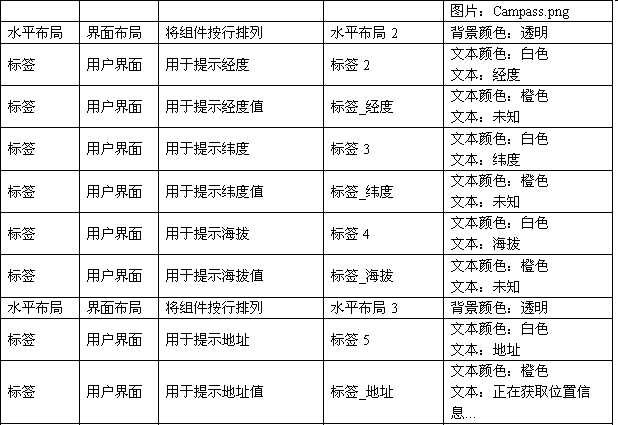 图片：Campass.png
水平布局 界面布局 将组件按行排列 水平布局 2 背景颜色：透明
标签 用户界面 用于提示经度 标签 2 文本颜色：白色
文本：经度
标签 用户界面 用于提示经度值 标签_经度 文本颜色：橙色
文本：未知
标签 用户界面 用于提示纬度 标签 3 文本颜色：白色
文本：纬度
标签 用户界面 用于提示纬度值 标签_纬度 文本颜色：橙色
文本：未知
标签 用户界面 用于提示海拔 标签 4 文本颜色：白色
文本：海拔
标签 用户界面 用于提示海拔值 标签_海拔 文本颜色：橙色
文本：未知
水平布局 界面布局 将组件按行排列 水平布局 3 背景颜色：透明
标签 用户界面 用于提示地址 标签 5 文本颜色：白色
文本：地址
标签 用户界面 用于提示地址值 标签_地址 文本颜色：橙色
文本：正在获取位置信
息...